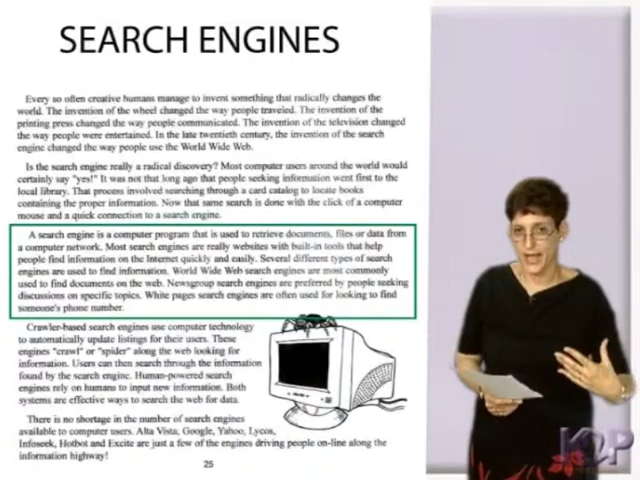 SEARCH ENGINES
Every so often creative humans manage to invent something that radically changes the
world. The invention of the wheel changed the way people traveled. The invention of the
printing press changed the way people communicated. The invention of the television changed
the way people were entertained. In the late twentieth century, the invention of the search
engine changed the way people use the World Wide Web.
Is the search engine really a radical discovery? Most computer users around the world would
certainly say "yes!" It was not that long ago that people seeking information went first to the
local library. That process involved searching through a card catalog to locate books
containing the proper information. Now that same search is done with the click of a computer
mouse and a quick connection to a search engine.
A search engine is a computer program that is used to retrieve documents, files or data from
a computer network. Most search engines are really websites with built-in tools that help
people find information on the Internet quickly and easily. Several different types of search
engines are used to find information. World Wide Web search engines are most commonly
used to find documents on the web. Newsgroup search engines are preferred by people seeking
discussions on specific topics. White pages search engines are often used for looking to find
someone's phone number.
Crawler-based search engines use computer technology
to automatically update listings for their users. These
engines "crawl" or "spider" along the web looking for
information. Users can then search through the information
found by the search engine. Human-powered search
engines rely on humans to input new information. Both
systems are effective ways to search the web for data.
There is no shortage in the number of search engines
available to computer users. Alta Vista, Google, Yahoo, Lycos,
Infoseek, Hotbot and Excite are just a few of the engines driving people on-line along the
information highway!
25